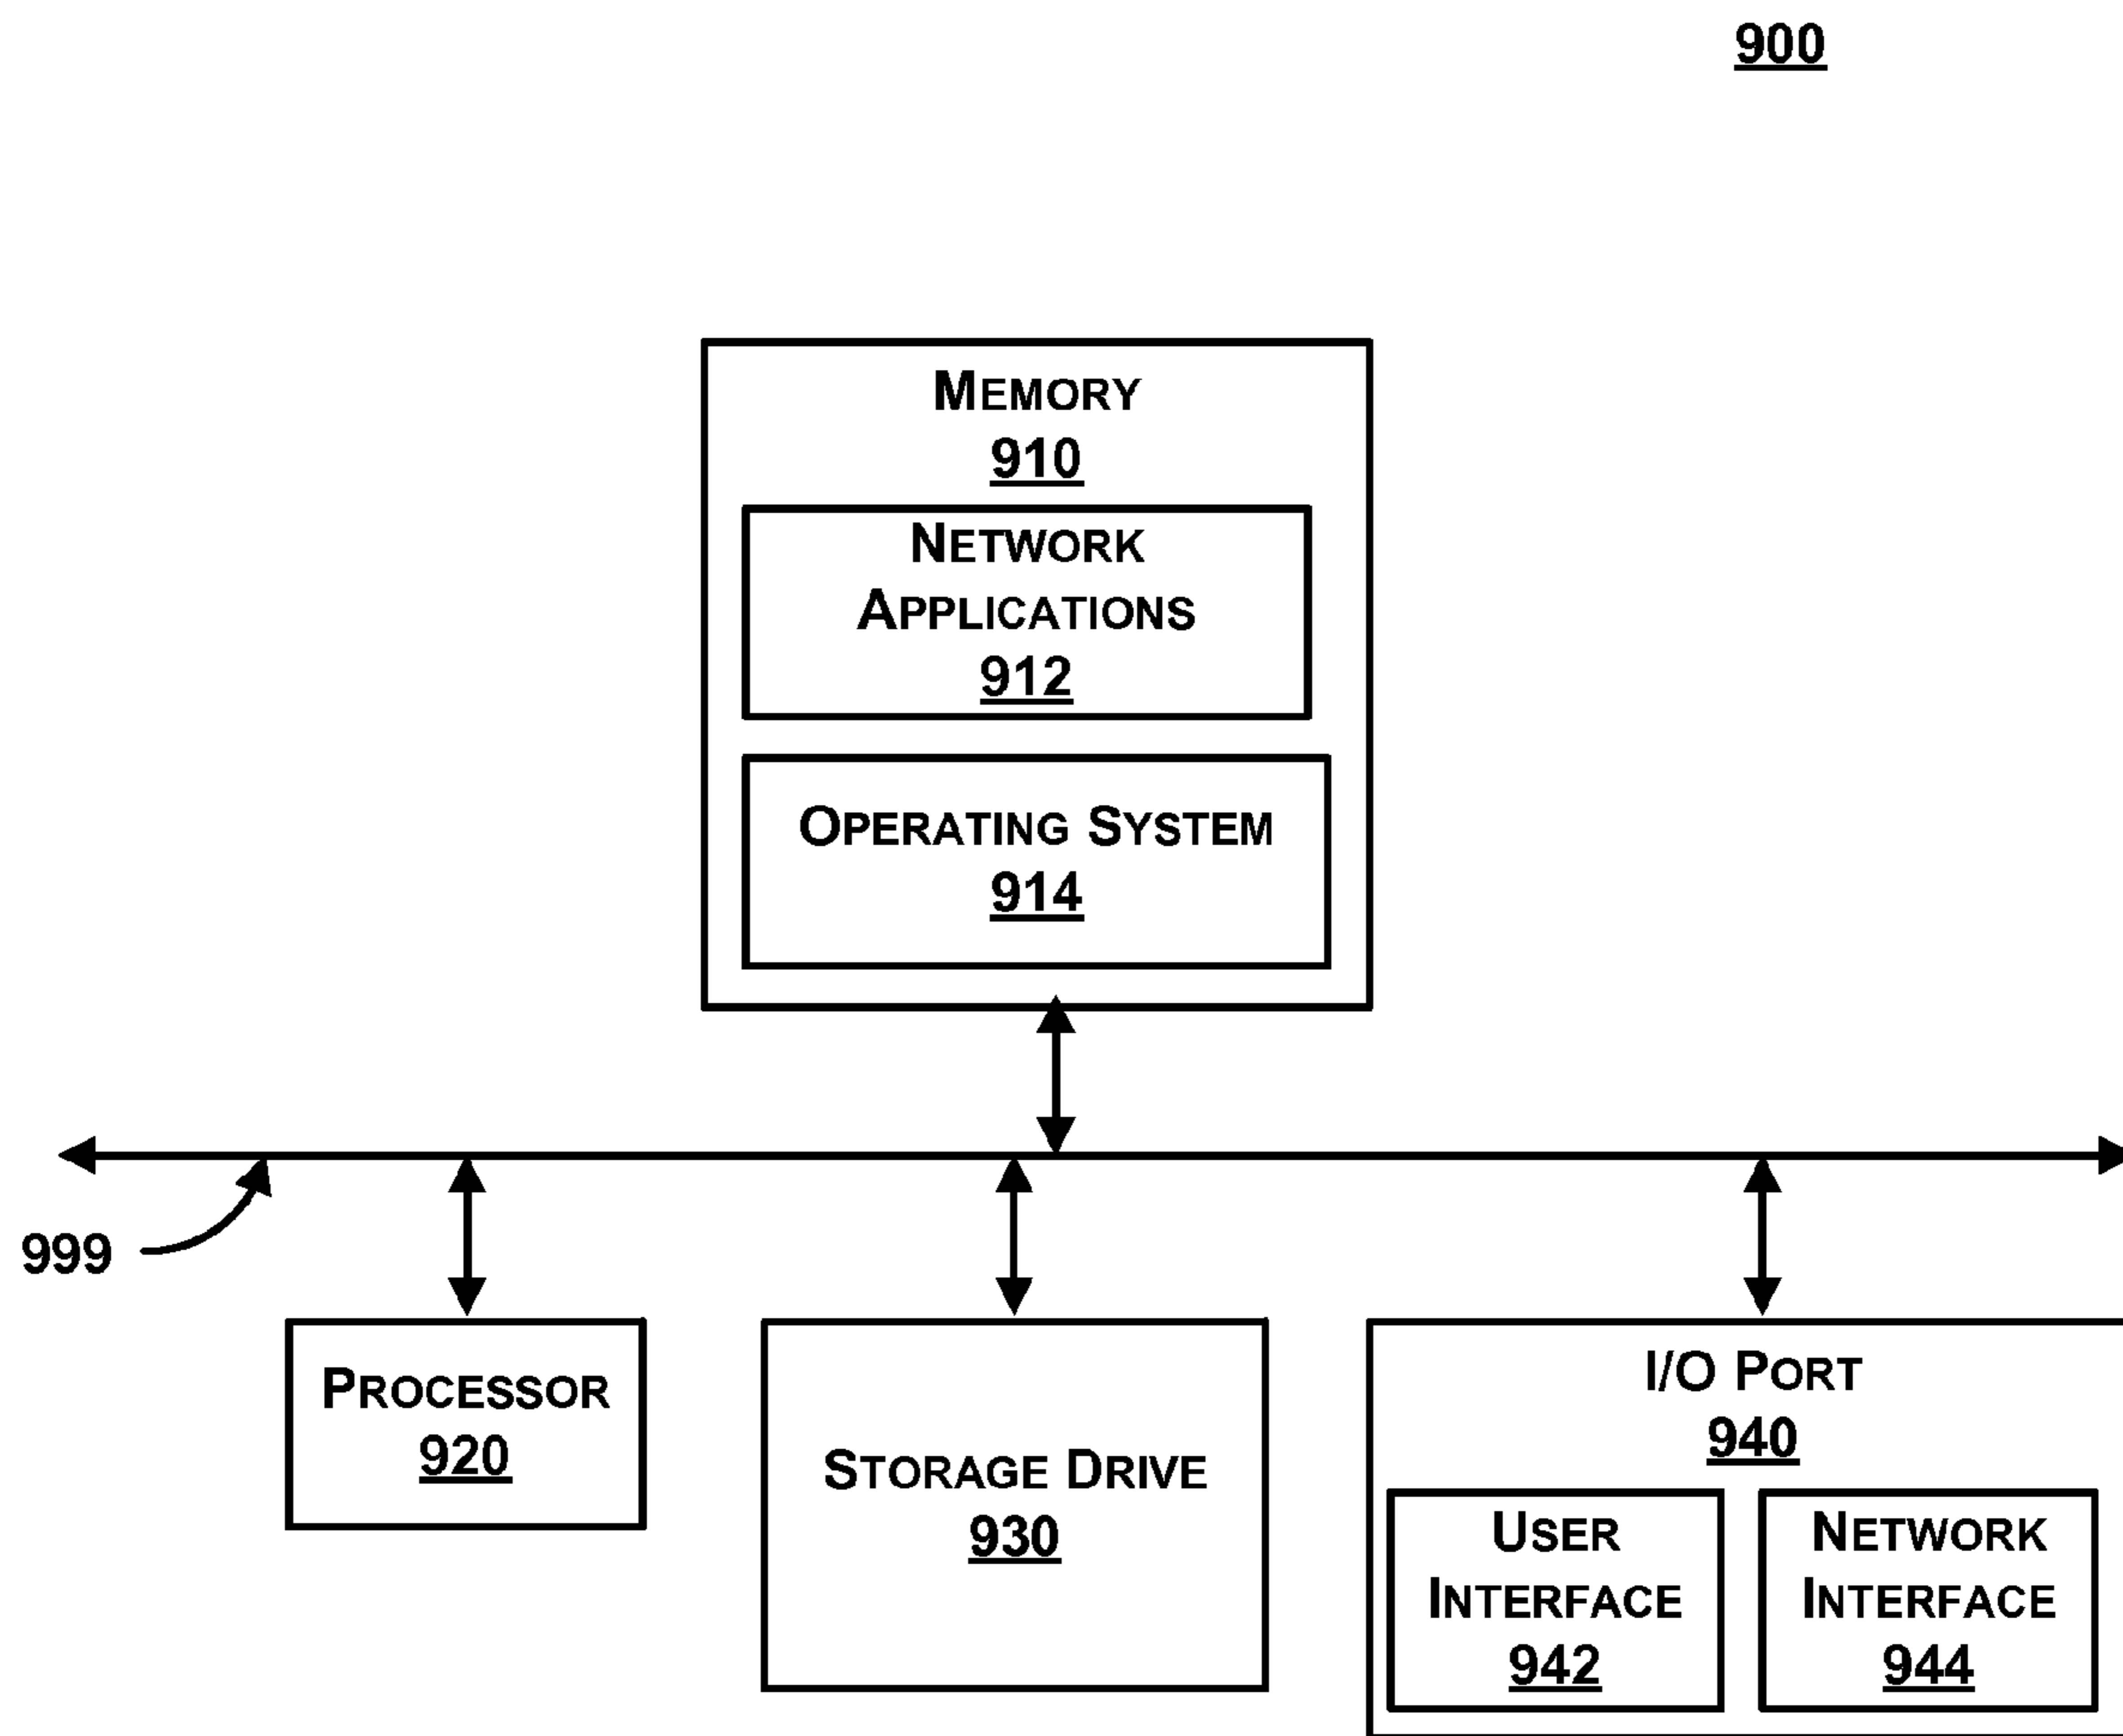 900
MEMORY
910
NETWORK
APPLICATIONS
912
OPERATING SYSTEM
914
999
PROCESSOR
920
STORAGE DRIVE
930
I/O PORT
940
USER
INTERFACE
942
NETWORK
INTERFACE
944